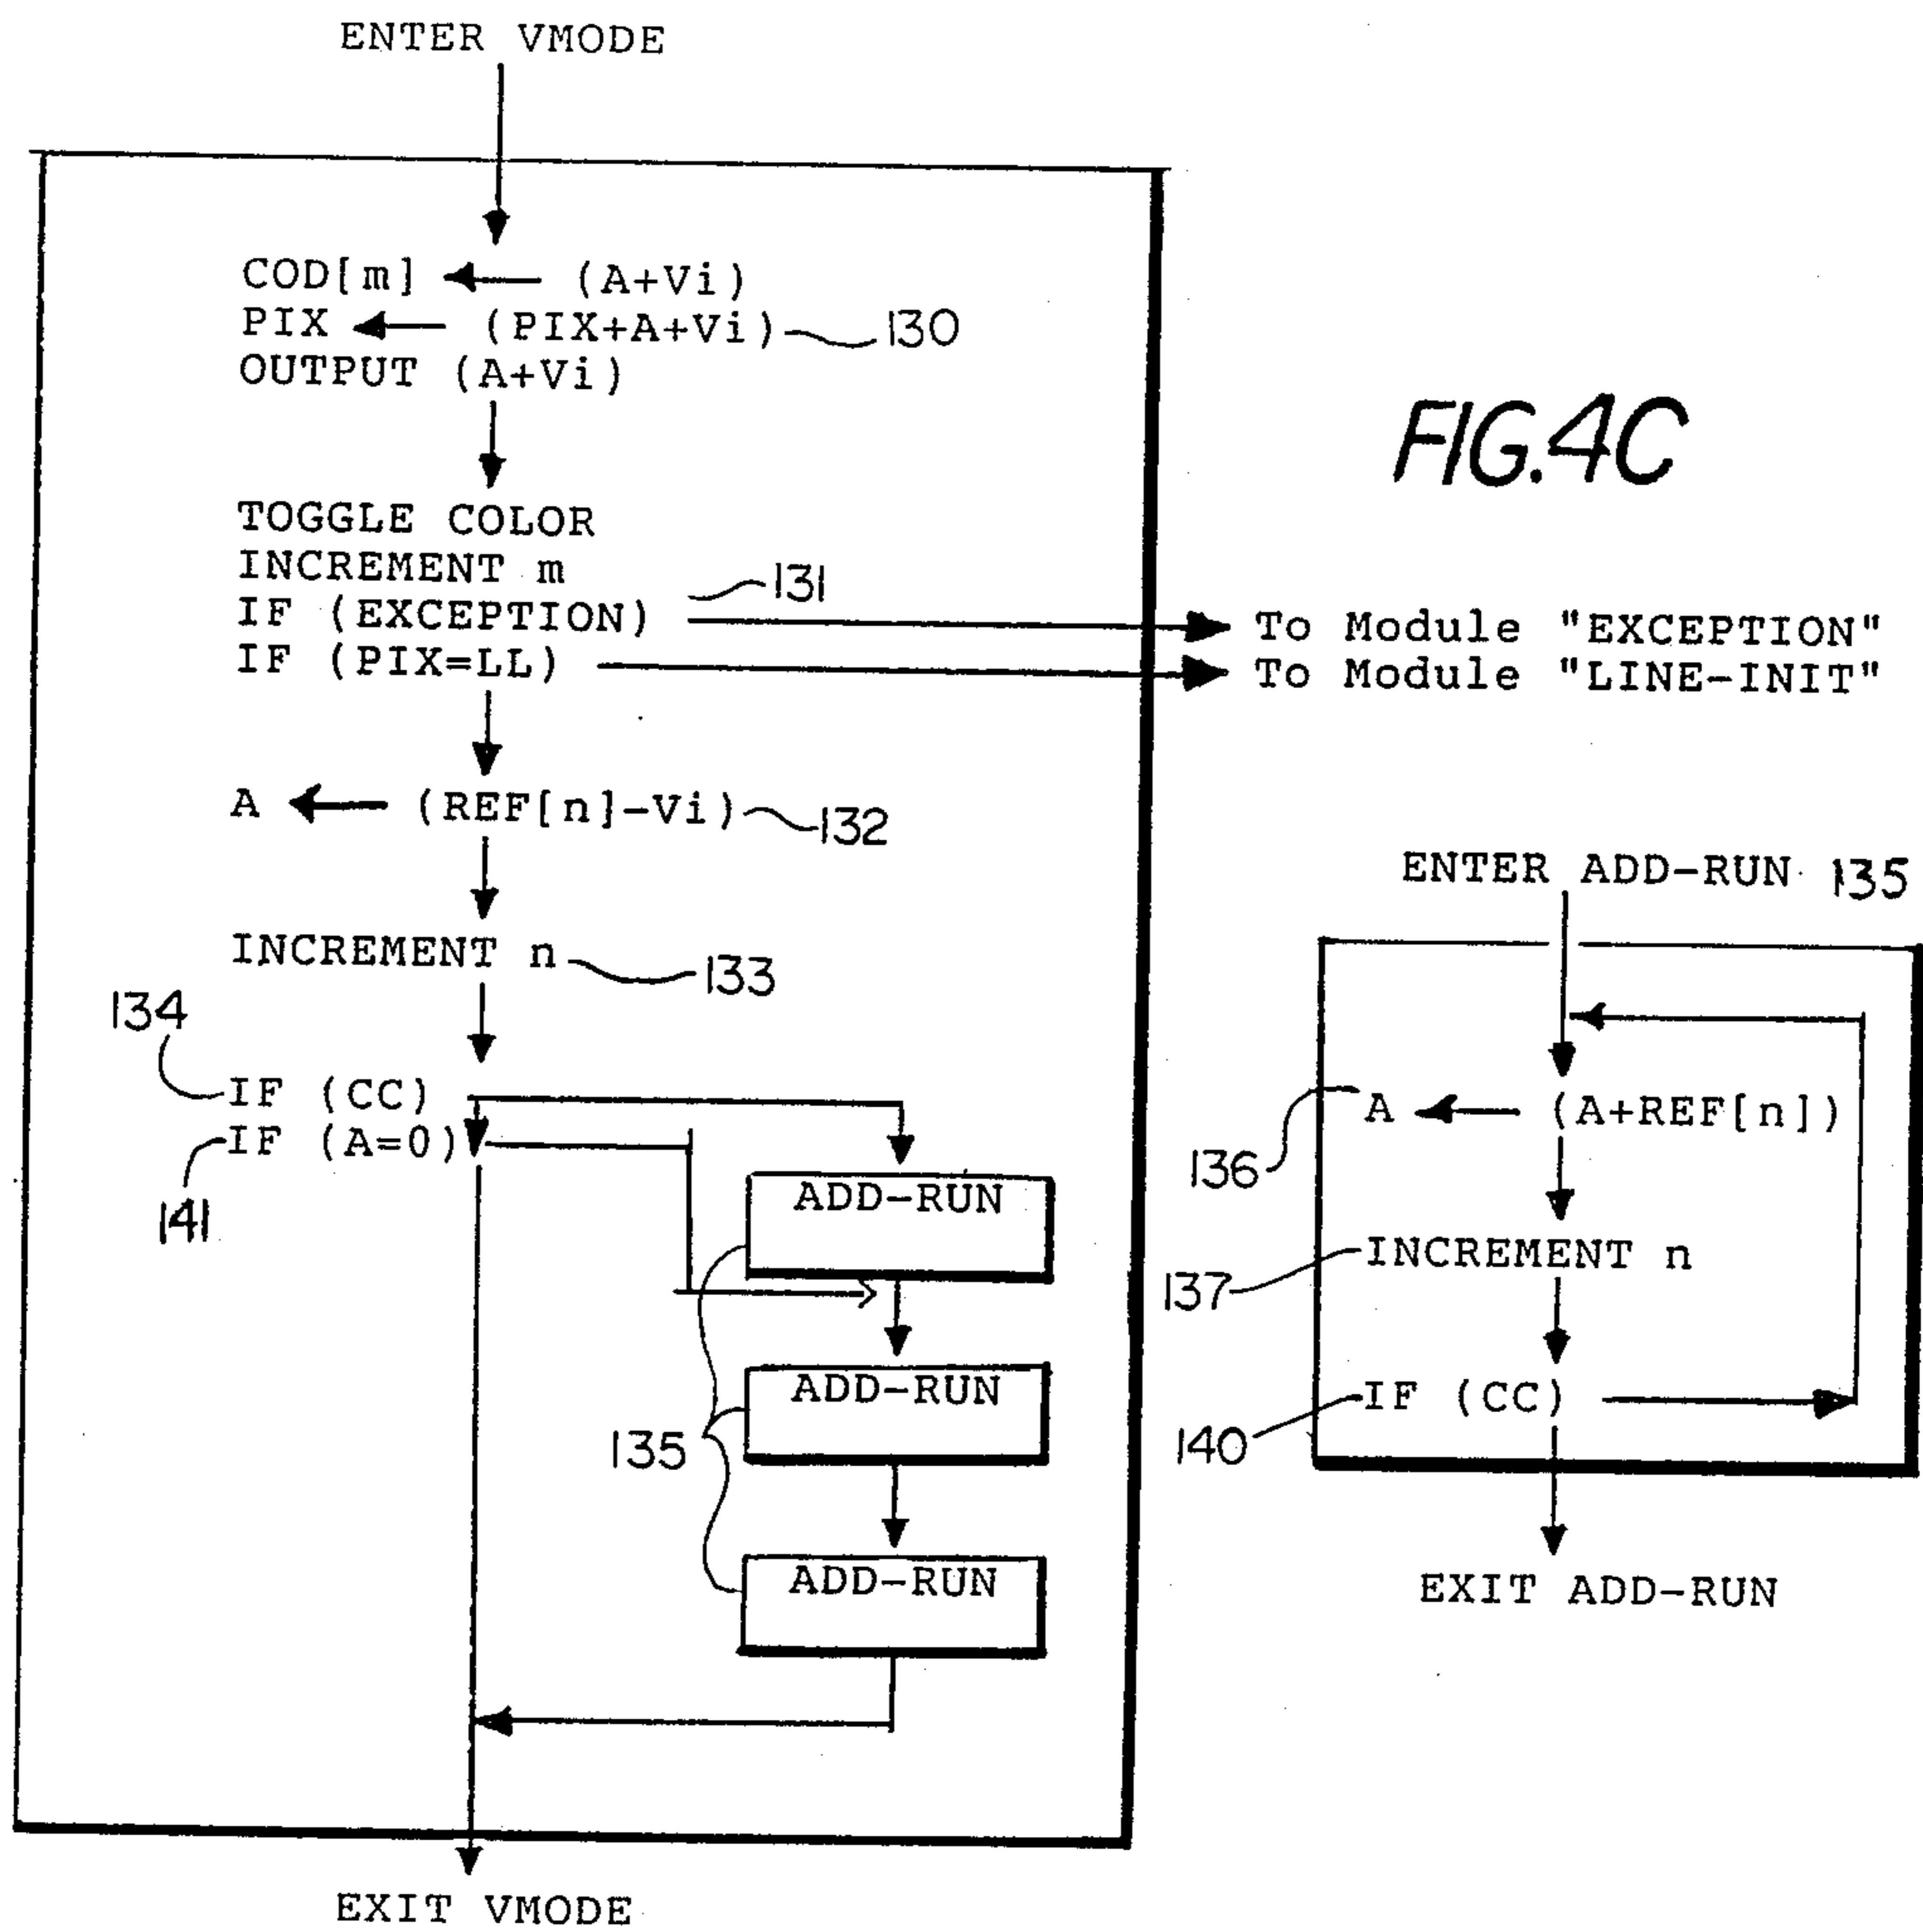 ENTER VMODE
COD[m] ← (A+Vi)
PIX ← (PIX+A+Vi) 130
OUTPUT (A+Vi)
FIG.4C
TOGGLE COLOR
INCREMENT m
131
IF (EXCEPTION) To Module "EXCEPTION"
IF (PIX=LL) To Module "LINE-INIT"
A ← (REF[n]-Vi) 132
INCREMENT n 133
134
IF (CC)
IF (A=0)
141
ADD-RUN
ADD-RUN
135
ADD-RUN
EXIT VMODE
ENTER ADD-RUN 135
A ← (A+REF[n])
136
INCREMENT n
137
IF (CC)
140
EXIT ADD-RUN